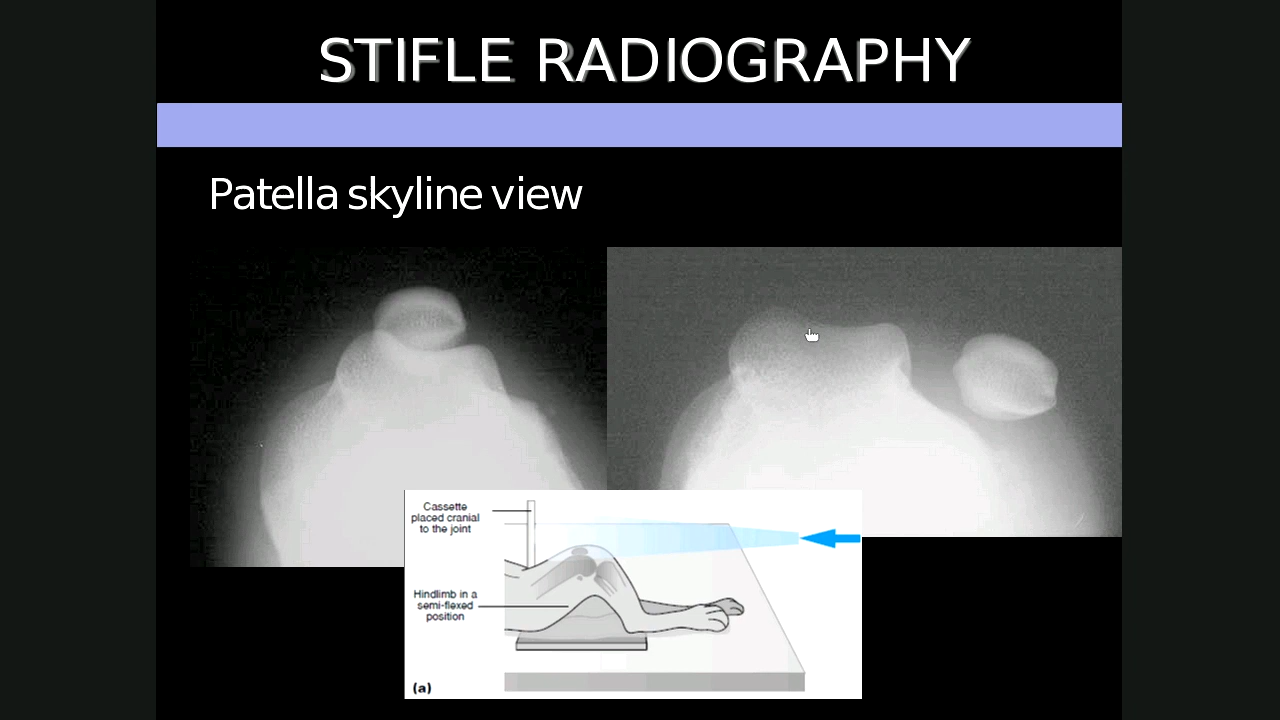 STIFLE RADIOGRAPHY
Patella skyline view
Cassette
placed cranial
to the joint
Hindlimb in a
semi-flexed
position
(a)